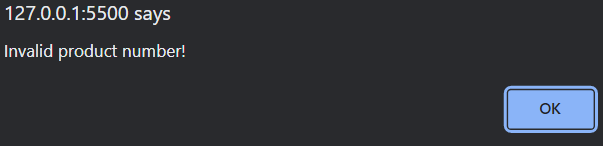 127.0.0.1:5500 says
Invalid product number!
OK